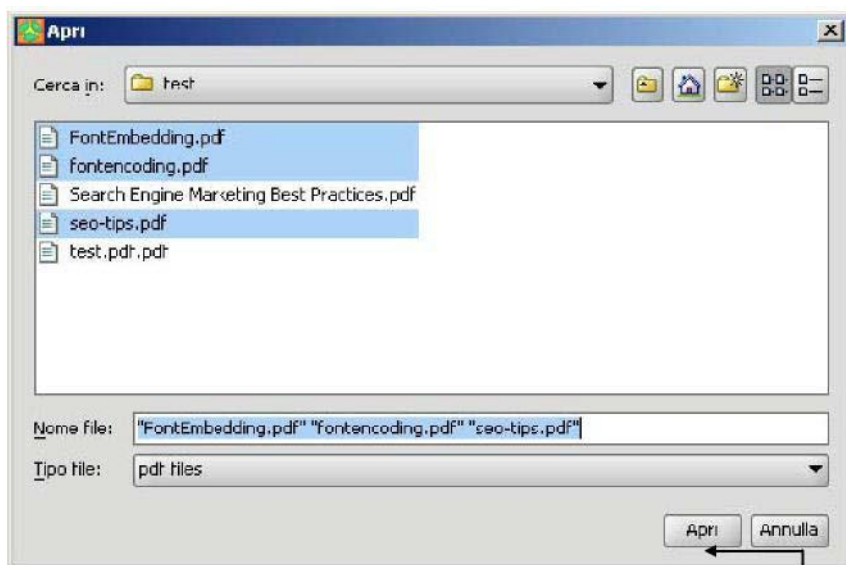 Apri
Cerca in: test
FontEmbedding.pdf
fontencoding.pdf
Search Engine Marketing Best Practices.pdf
seo-tips.pdf
test.pdf.pdf
Nome file: "FontEmbedding.pdf" "fontencoding.pdf" "seo-tips.pdf"
Tipo file: pdf files
Apri Annulla